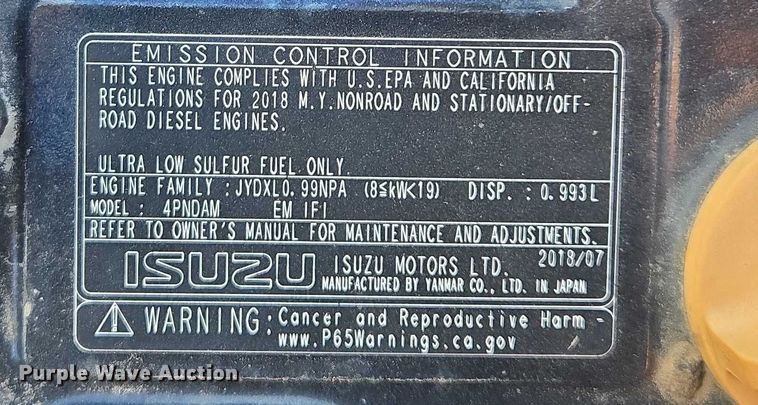 EMISSION CONTROL INFORMATION
THIS ENGINE COMPLIES WITH U.S.EPA AND CALIFORNIA
REGULATIONS FOR 2018 M.Y.NONROAD AND STATIONARY/OFF-
ROAD DIESEL ENGINES.
ULTRA LOW SULFUR FUEL ONLY
ENGINE FAMILY : JYDXL0.99NPA (8≦kW<19) DISP. : 0.993L
MODEL : 4PNDAM EM IFI
REFER TO OWNER'S MANUAL FOR MAINTENANCE AND ADJUSTMENTS.
ISUZU ISUZU MOTORS LTD. 2018/07
MANUFACTURED BY YANMAR CO., LTD. IN JAPAN
WARNING: Cancer and Reproductive Harm -
www.P65Warnings.ca.gov
Purple Wave Auction